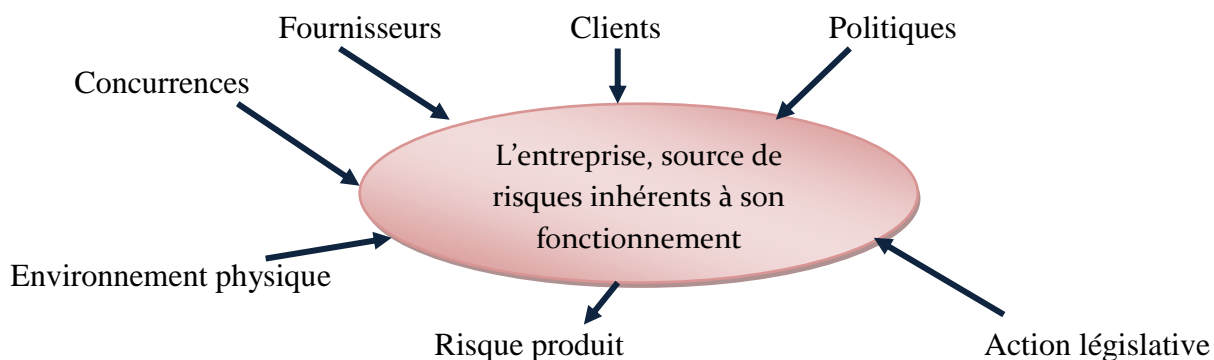 Fournisseurs
Clients
Politiques
Concurrences
L'entreprise, source de
risques inhérents à son
fonctionnement
Environnement physique
Risque produit
Action législative